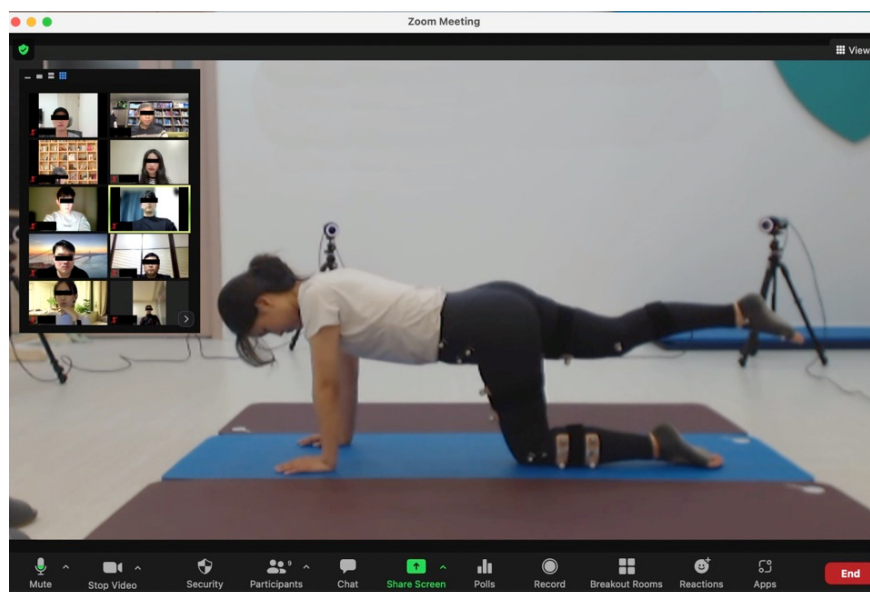 Zoom Meeting
View
9
Mute
Stop Video
Security
Participants
Chat
Share Screen
Polls
Record
Breakout Rooms
Reactions
Apps
End